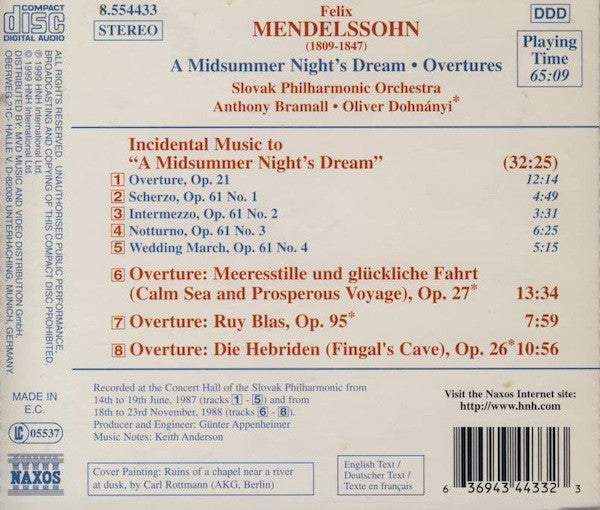 COMPACT
disc
DIGITAL AUDIO
8.554433
STEREO
Felix
MENDELSSOHN
(1809-1847)
A Midsummer Night's Dream • Overtures
Slovak Philharmonic Orchestra
Anthony Bramall • Oliver Dohnányi*
DDD
Playing
Time
65:09
Incidental Music to
"A Midsummer Night's Dream" (32:25)
1 Overture, Op. 21 12:14
2 Scherzo, Op. 61 No. 1 4:49
3 Intermezzo, Op. 61 No. 2 3:31
4 Notturno, Op. 61 No. 3 6:25
5 Wedding March, Op. 61 No. 4 5:15
6 Overture: Meeresstille und glückliche Fahrt
(Calm Sea and Prosperous Voyage), Op. 27* 13:34
7 Overture: Ruy Blas, Op. 95* 7:59
8 Overture: Die Hebriden (Fingal's Cave), Op. 26* 10:56
ALL RIGHTS RESERVED. UNAUTHORISED PUBLIC PERFORMANCE,
BROADCASTING AND COPYING OF THIS COMPACT DISC PROHIBITED.
℗ 1999 HNH International Ltd.
© 1999 HNH International Ltd.
DISTRIBUTED BY: MVD MUSIC AND VIDEO DISTRIBUTION GmbH,
OBERWEG 21C · HALLE V, D-82008 UNTERHACHING, MUNICH, GERMANY.
MADE IN
E.C.
LC 05537
NAXOS
Recorded at the Concert Hall of the Slovak Philharmonic from
14th to 19th June, 1987 (tracks 1 - 5) and from
18th to 23rd November, 1988 (tracks 6 - 8).
Producer and Engineer: Günter Appenheimer
Music Notes: Keith Anderson
Cover Painting: Ruins of a chapel near a river
at dusk, by Carl Rottmann (AKG, Berlin)
English Text /
Deutscher Text /
Texte en français
Visit the Naxos Internet site:
http://www.hnh.com
6 36943 44332 3